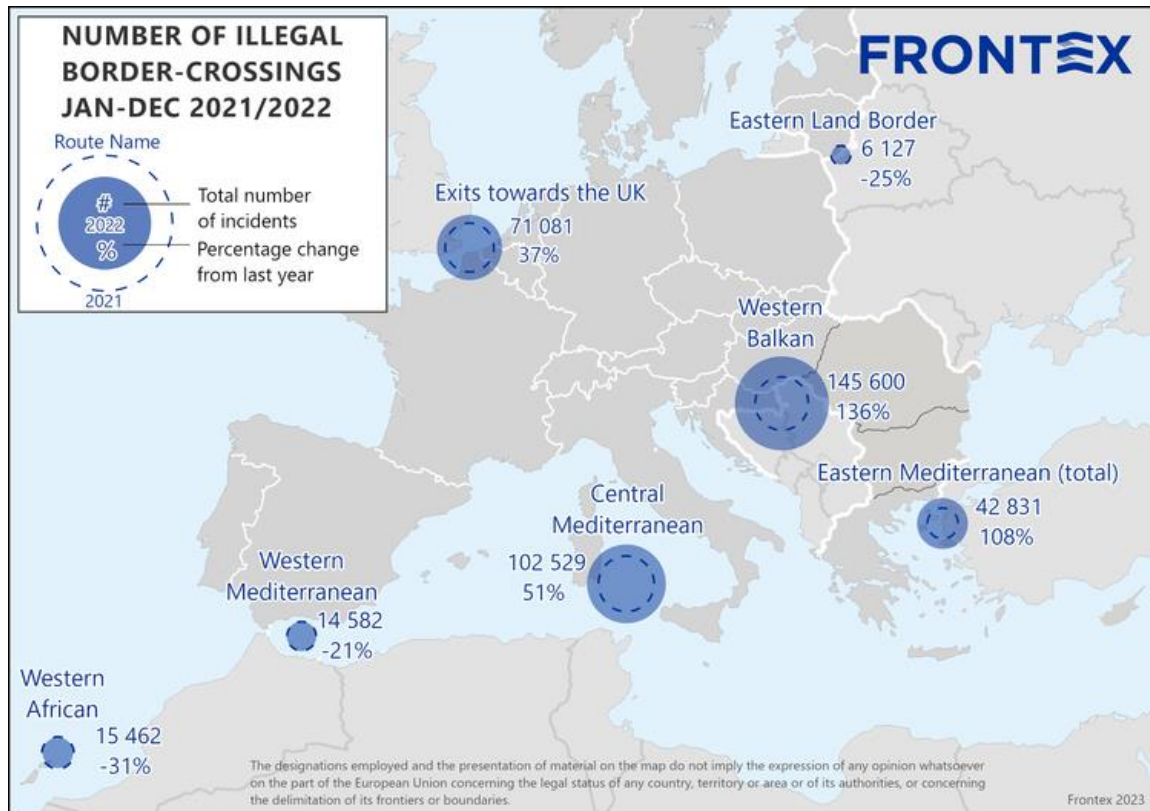 NUMBER OF ILLEGAL
BORDER-CROSSINGS
JAN-DEC 2021/2022
Route Name
#
2022
%
2021
Total number
of incidents
Percentage change
from last year
FRONTEX
Eastern Land Border
6 127
-25%
Exits towards the UK
71 081
37%
Western
Balkan
145 600
136%
Eastern Mediterranean (total)
42 831
108%
Central
Mediterranean
102 529
51%
Western
Mediterranean
14 582
-21%
Western
African
15 462
-31%
The designations employed and the presentation of material on the map do not imply the expression of any opinion whatsoever
on the part of the European Union concerning the legal status of any country, territory or area or of its authorities, or concerning
the delimitation of its frontiers or boundaries.
Frontex 2023